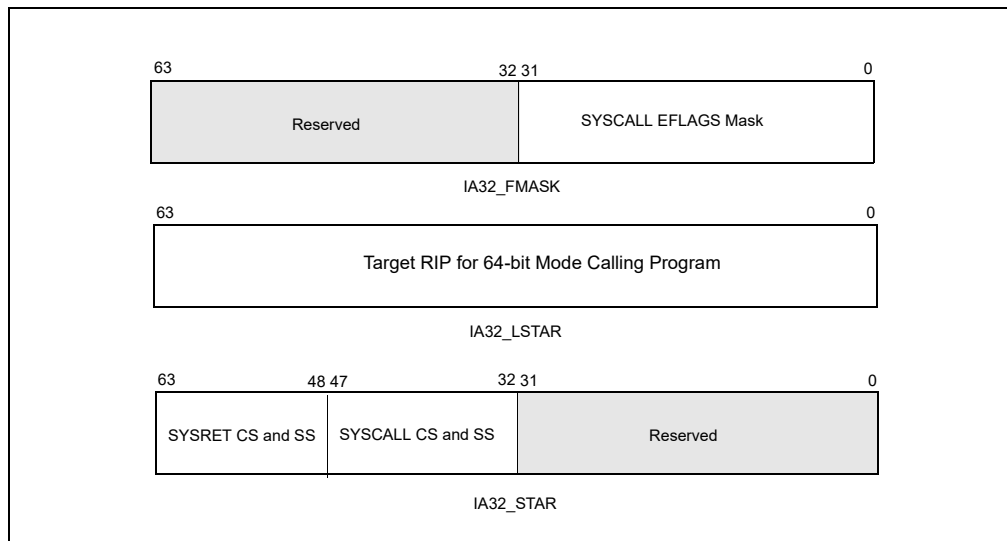 63 32 31 0
Reserved SYSCALL EFLAGS Mask
IA32_FMASK
63 0
Target RIP for 64-bit Mode Calling Program
IA32_LSTAR
63 48 47 32 31 0
SYSRET CS and SS SYSCALL CS and SS Reserved
IA32_STAR